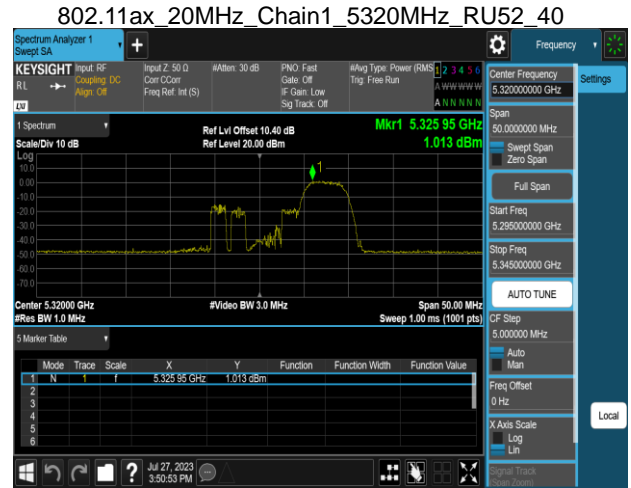 802.11ax_20MHz_Chain1_5320MHz_RU52_40
Spectrum Analyzer 1
Swept SA
+
Frequency
Settings
KEYSIGHT
Input: RF
Coupling: DC
Align: Off
Input Z: 50 Ω
Corr CCorr
Freq Ref: Int (S)
#Atten: 30 dB
PNO: Fast
Gate: Off
IF Gain: Low
Sig Track: Off
#Avg Type: Power (RMS
Trig: Free Run
1 2 3 4 5 6
A W W W W W
A N N N N N
R L
LXI
1 Spectrum
Scale/Div 10 dB
Ref Lvl Offset 10.40 dB
Ref Level 20.00 dBm
Mkr1 5.325 95 GHz
1.013 dBm
Log
10.0
0.00
-10.0
-20.0
-30.0
-40.0
-50.0
-60.0
-70.0
1
Center 5.32000 GHz
#Res BW 1.0 MHz
#Video BW 3.0 MHz
Span 50.00 MHz
Sweep 1.00 ms (1001 pts)
5 Marker Table
Mode Trace Scale X Y Function Function Width Function Value
1 N 1 f 5.325 95 GHz 1.013 dBm
2
3
4
5
6
Center Frequency
5.320000000 GHz
Span
50.0000000 MHz
Swept Span
Zero Span
Full Span
Start Freq
5.295000000 GHz
Stop Freq
5.345000000 GHz
AUTO TUNE
CF Step
5.000000 MHz
Auto
Man
Freq Offset
0 Hz
X Axis Scale
Log
Lin
Signal Track
(Span Zoom)
Local
?
Jul 27, 2023
3:50:53 PM